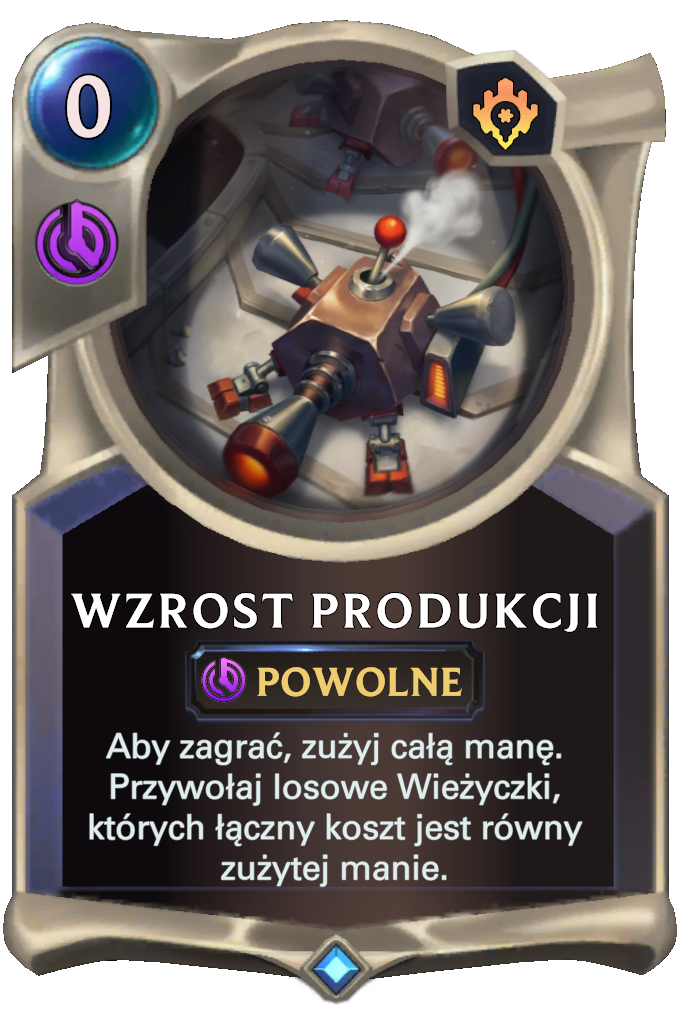 0
WZROST PRODUKCJI
POWOLNE
Aby zagrać, zużyj całą manę.
Przywołaj losowe Wieżyczki,
których łączny koszt jest równy
zużytej manie.